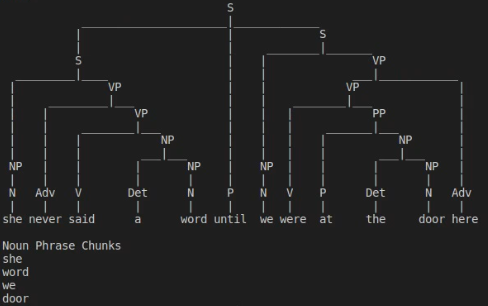 S
S
S VP
VP VP
VP PP
NP NP
NP NP NP NP
N Adv V Det N P N V P Det N Adv
she never said a word until we were at the door here
Noun Phrase Chunks
she
word
we
door